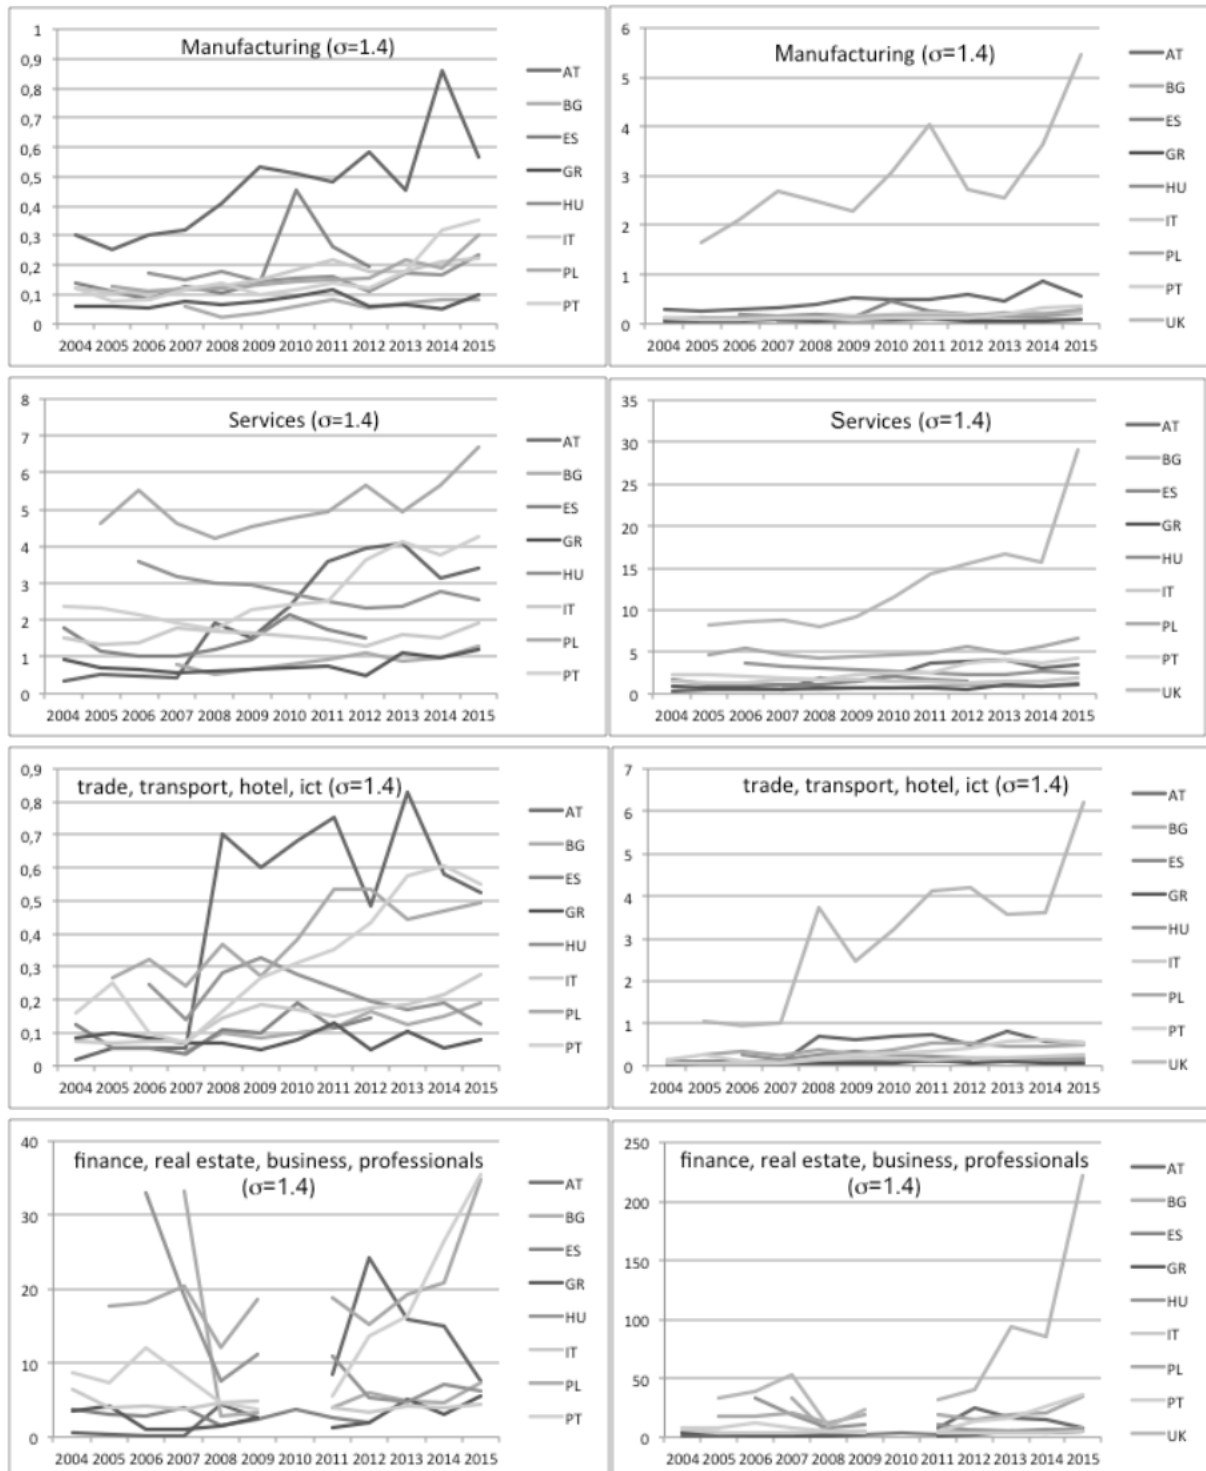 Manufacturing (σ=1.4)
1
0,9
0,8
0,7
0,6
0,5
0,4
0,3
0,2
0,1
0
2004 2005 2006 2007 2008 2009 2010 2011 2012 2013 2014 2015
AT
BG
ES
GR
HU
IT
PL
PT
Manufacturing (σ=1.4)
6
5
4
3
2
1
0
2004 2005 2006 2007 2008 2009 2010 2011 2012 2013 2014 2015
AT
BG
ES
GR
HU
IT
PL
PT
UK
Services (σ=1.4)
8
7
6
5
4
3
2
1
0
2004 2005 2006 2007 2008 2009 2010 2011 2012 2013 2014 2015
AT
BG
ES
GR
HU
IT
PL
PT
Services (σ=1.4)
35
30
25
20
15
10
5
0
2004 2005 2006 2007 2008 2009 2010 2011 2012 2013 2014 2015
AT
BG
ES
GR
HU
IT
PL
PT
UK
trade, transport, hotel, ict (σ=1.4)
0,9
0,8
0,7
0,6
0,5
0,4
0,3
0,2
0,1
0
2004 2005 2006 2007 2008 2009 2010 2011 2012 2013 2014 2015
AT
BG
ES
GR
HU
IT
PL
PT
trade, transport, hotel, ict (σ=1.4)
7
6
5
4
3
2
1
0
2004 2005 2006 2007 2008 2009 2010 2011 2012 2013 2014 2015
AT
BG
ES
GR
HU
IT
PL
PT
UK
finance, real estate, business, professionals
(σ=1.4)
40
30
20
10
0
2004 2005 2006 2007 2008 2009 2010 2011 2012 2013 2014 2015
AT
BG
ES
GR
HU
IT
PL
PT
finance, real estate, business, professionals
(σ=1.4)
250
200
150
100
50
0
2004 2005 2006 2007 2008 2009 2010 2011 2012 2013 2014 2015
AT
BG
ES
GR
HU
IT
PL
PT
UK